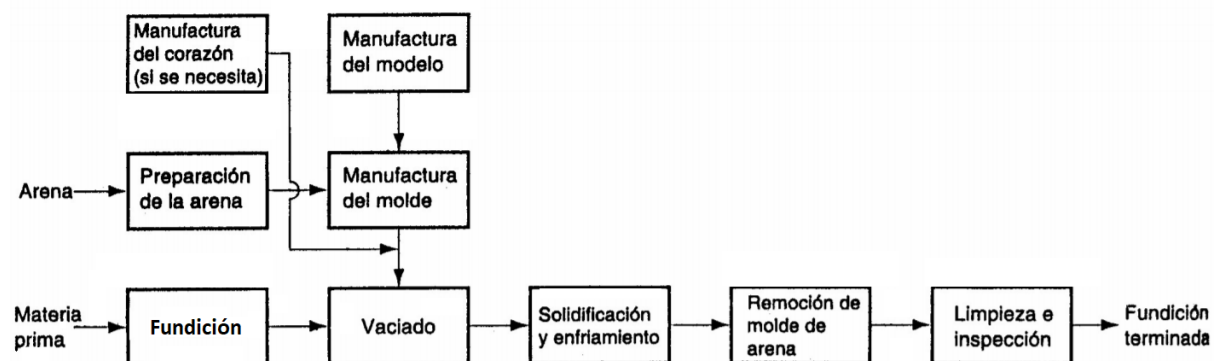 Manufactura
del corazón
(si se necesita)
Manufactura
del modelo
Arena
Preparación
de la arena
Manufactura
del molde
Materia
prima
Fundición
Vaciado
Solidificación
y enfriamiento
Remoción de
molde de
arena
Limpieza e
inspección
Fundición
terminada